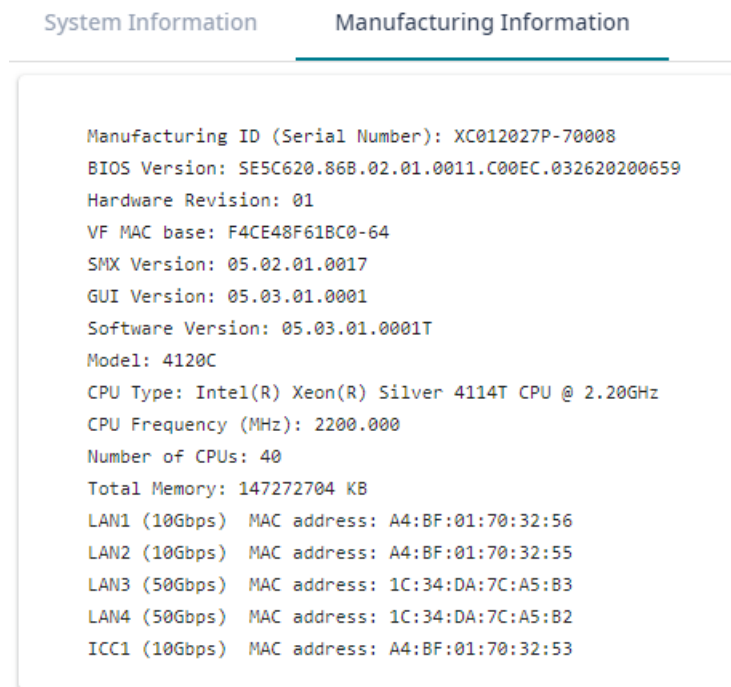 System Information Manufacturing Information
Manufacturing ID (Serial Number): XC012027P-70008
BIOS Version: SE5C620.86B.02.01.0011.C00EC.032620200659
Hardware Revision: 01
VF MAC base: F4CE48F61BC0-64
SMX Version: 05.02.01.0017
GUI Version: 05.03.01.0001
Software Version: 05.03.01.0001T
Model: 4120C
CPU Type: Intel(R) Xeon(R) Silver 4114T CPU @ 2.20GHz
CPU Frequency (MHz): 2200.000
Number of CPUs: 40
Total Memory: 147272704 KB
LAN1 (10Gbps)  MAC address: A4:BF:01:70:32:56
LAN2 (10Gbps)  MAC address: A4:BF:01:70:32:55
LAN3 (50Gbps)  MAC address: 1C:34:DA:7C:A5:B3
LAN4 (50Gbps)  MAC address: 1C:34:DA:7C:A5:B2
ICC1 (10Gbps)  MAC address: A4:BF:01:70:32:53